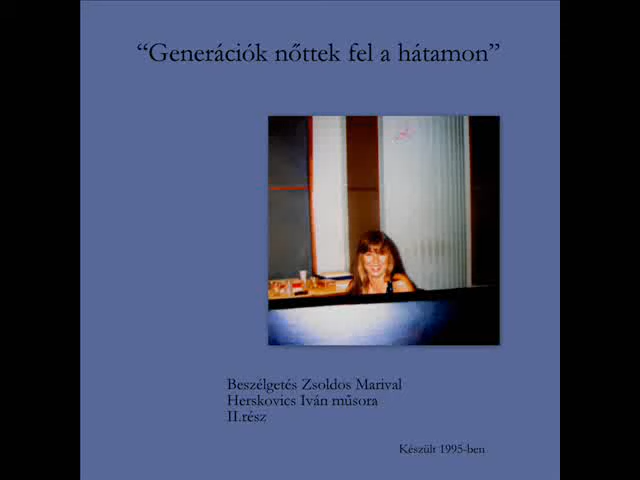 “Generációk nőttek fel a hátamon”
Beszélgetés Zsoldos Marival
Herskovics Iván műsora
II.rész
Készült 1995-ben